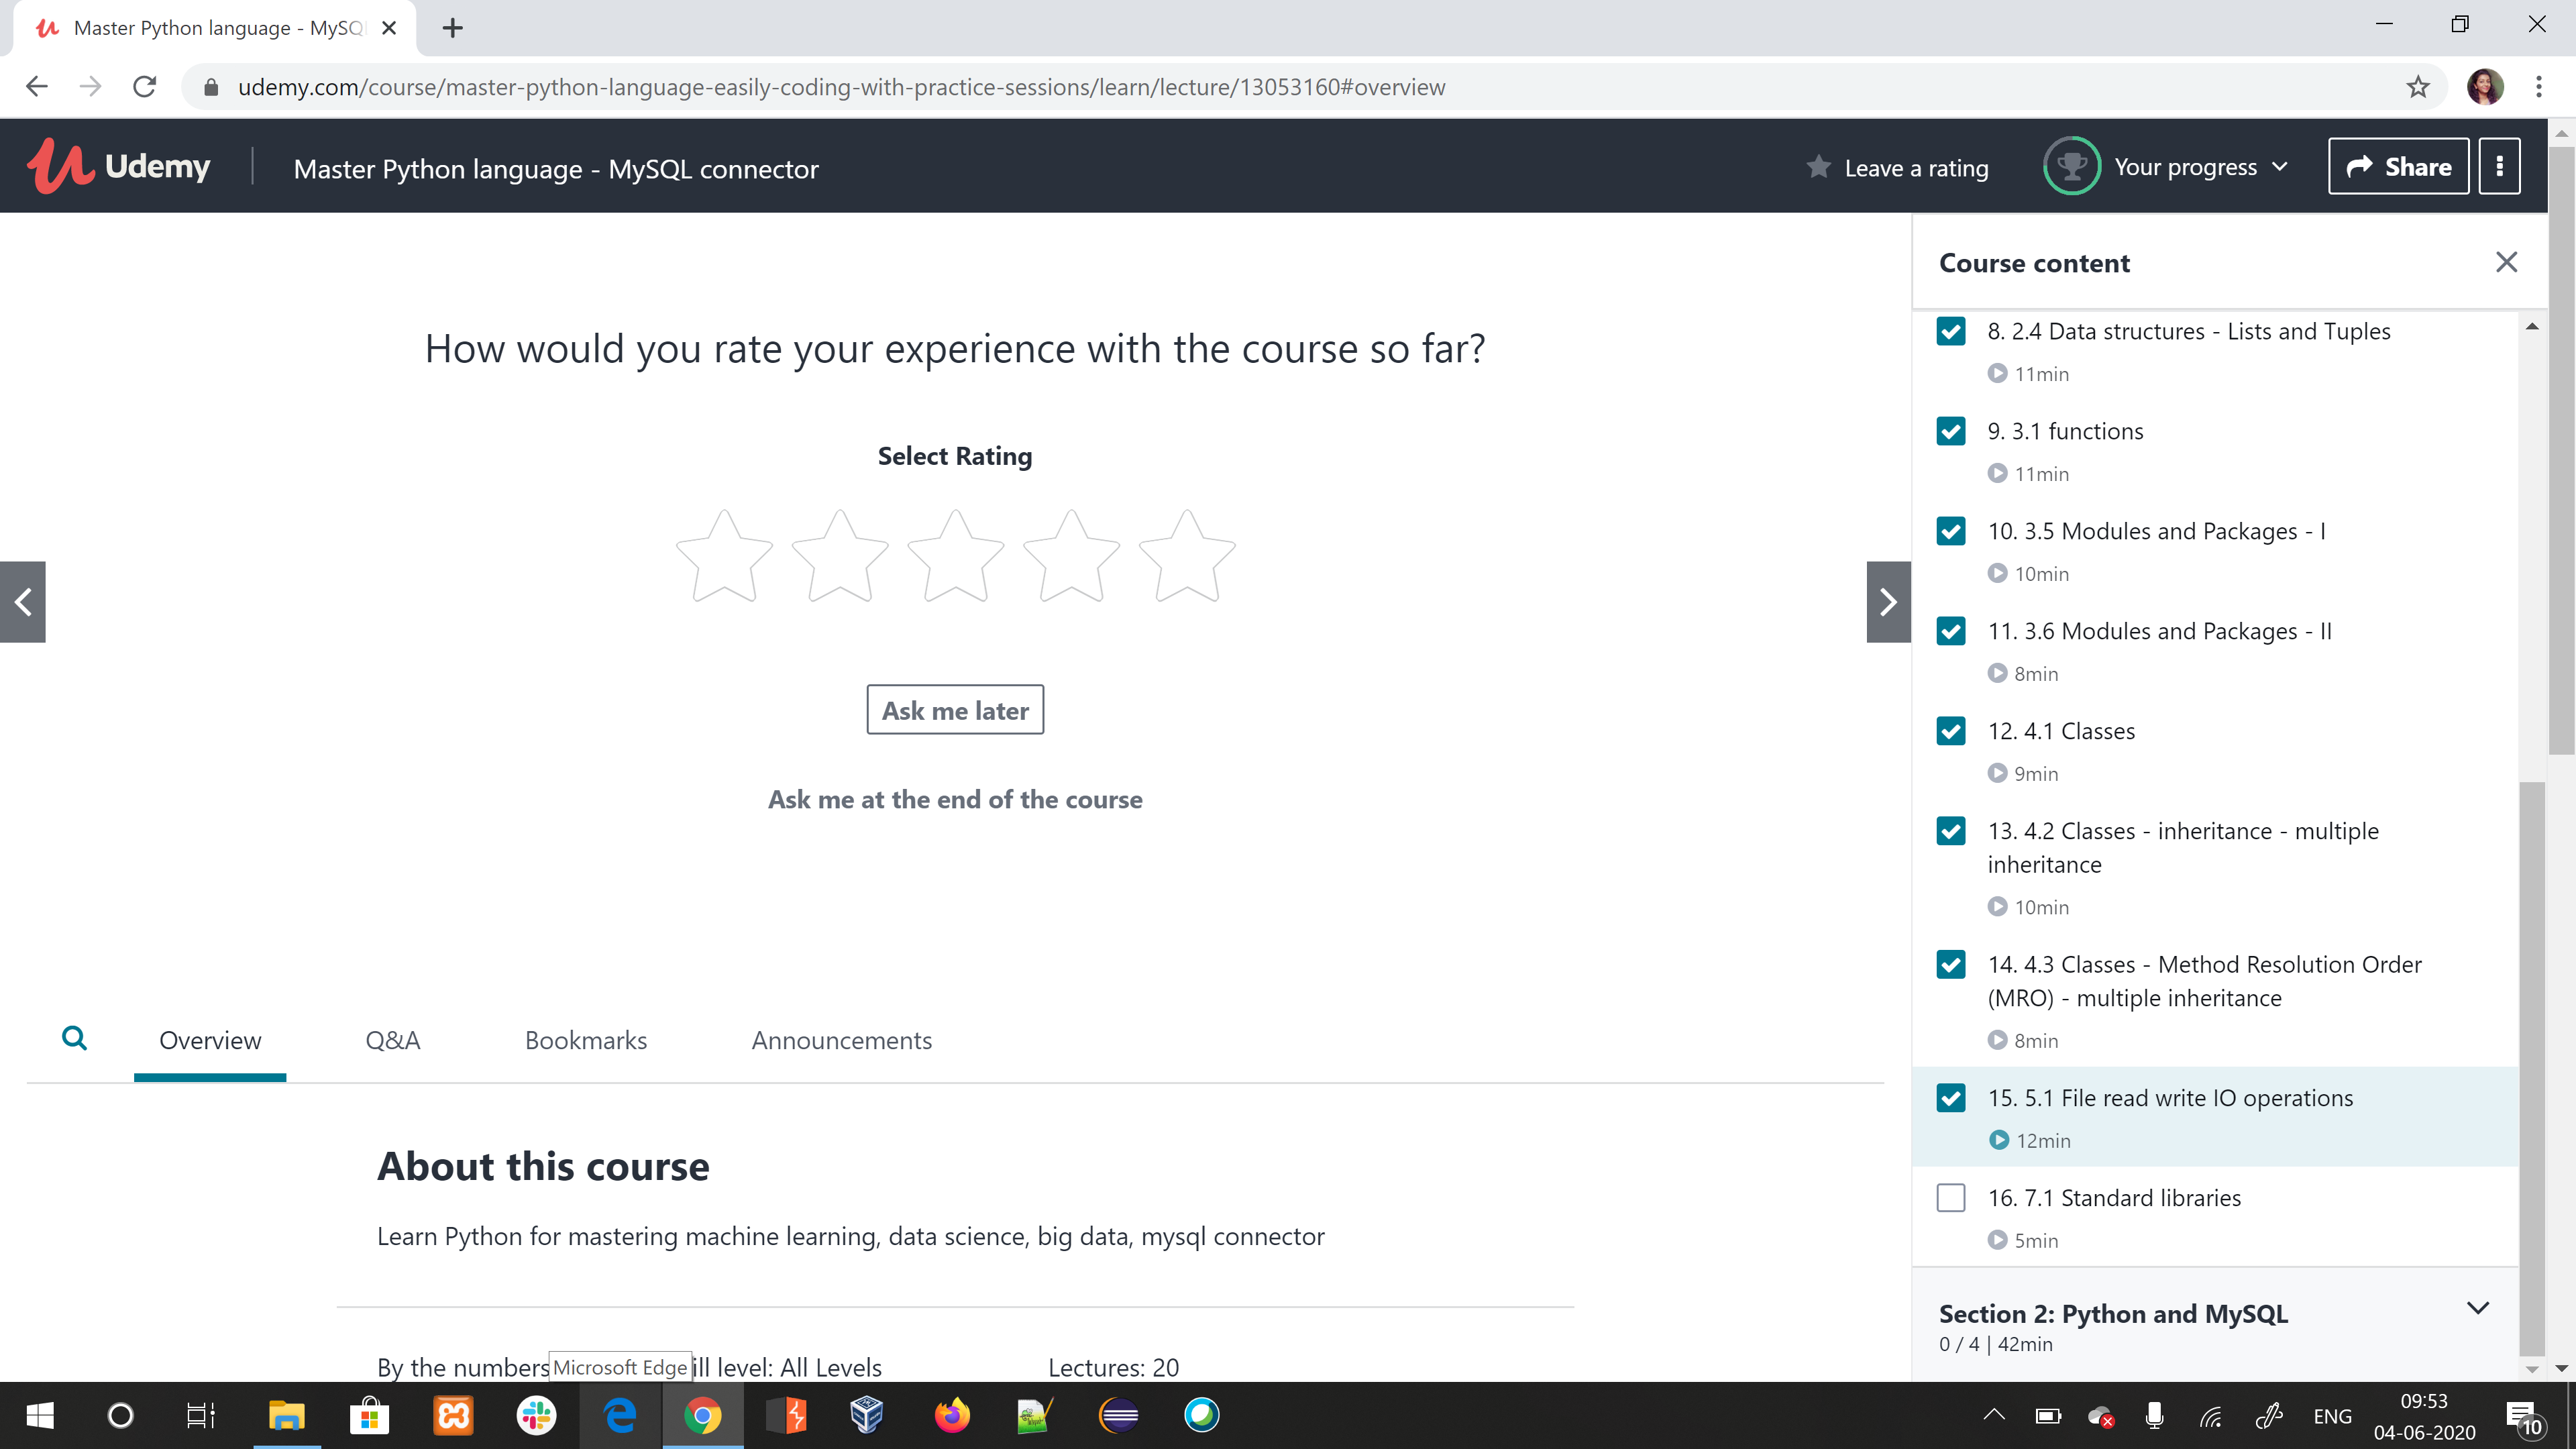 Master Python language - MySQ
udemy.com/course/master-python-language-easily-coding-with-practice-sessions/learn/lecture/13053160#overview
Udemy
Master Python language - MySQL connector
Leave a rating
Your progress
Share
How would you rate your experience with the course so far?
Select Rating
Ask me later
Ask me at the end of the course
Overview
Q&A
Bookmarks
Announcements
About this course
Learn Python for mastering machine learning, data science, big data, mysql connector
By the numbers
Microsoft Edge
ill level: All Levels
Lectures: 20
Course content
8. 2.4 Data structures - Lists and Tuples
11min
9. 3.1 functions
11min
10. 3.5 Modules and Packages - I
10min
11. 3.6 Modules and Packages - II
8min
12. 4.1 Classes
9min
13. 4.2 Classes - inheritance - multiple
inheritance
10min
14. 4.3 Classes - Method Resolution Order
(MRO) - multiple inheritance
8min
15. 5.1 File read write IO operations
12min
16. 7.1 Standard libraries
5min
Section 2: Python and MySQL
0 / 4 | 42min
ENG
09:53
04-06-2020
10